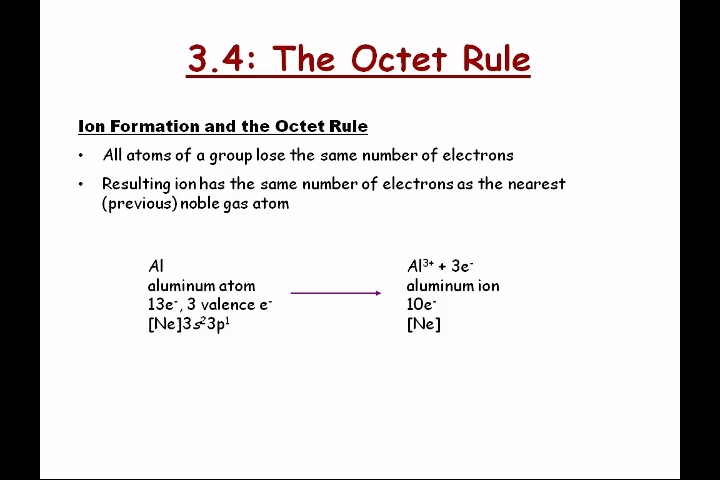 3.4: The Octet Rule
Ion Formation and the Octet Rule
• All atoms of a group lose the same number of electrons
• Resulting ion has the same number of electrons as the nearest
(previous) noble gas atom
Al
aluminum atom
13e⁻, 3 valence e⁻
[Ne]3s²3p¹
Al³⁺ + 3e⁻
aluminum ion
10e⁻
[Ne]